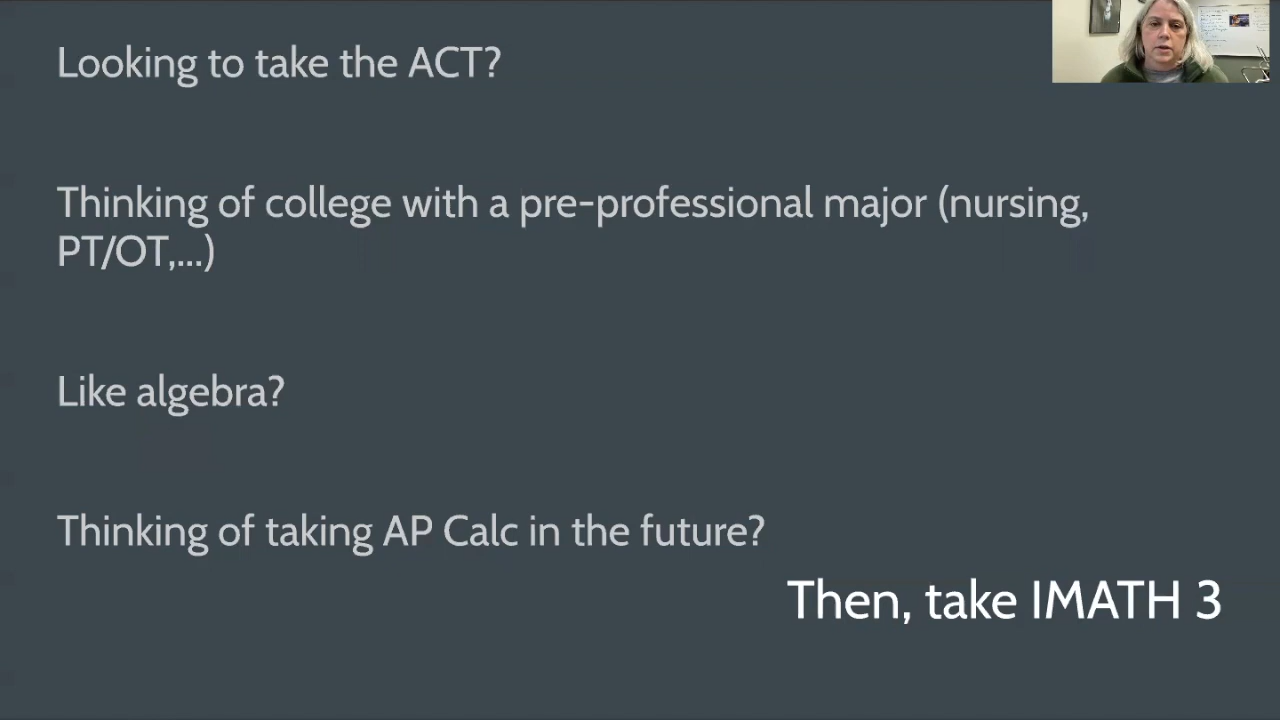 Looking to take the ACT?
Thinking of college with a pre-professional major (nursing,
PT/OT,...)
Like algebra?
Thinking of taking AP Calc in the future?
Then, take IMATH 3